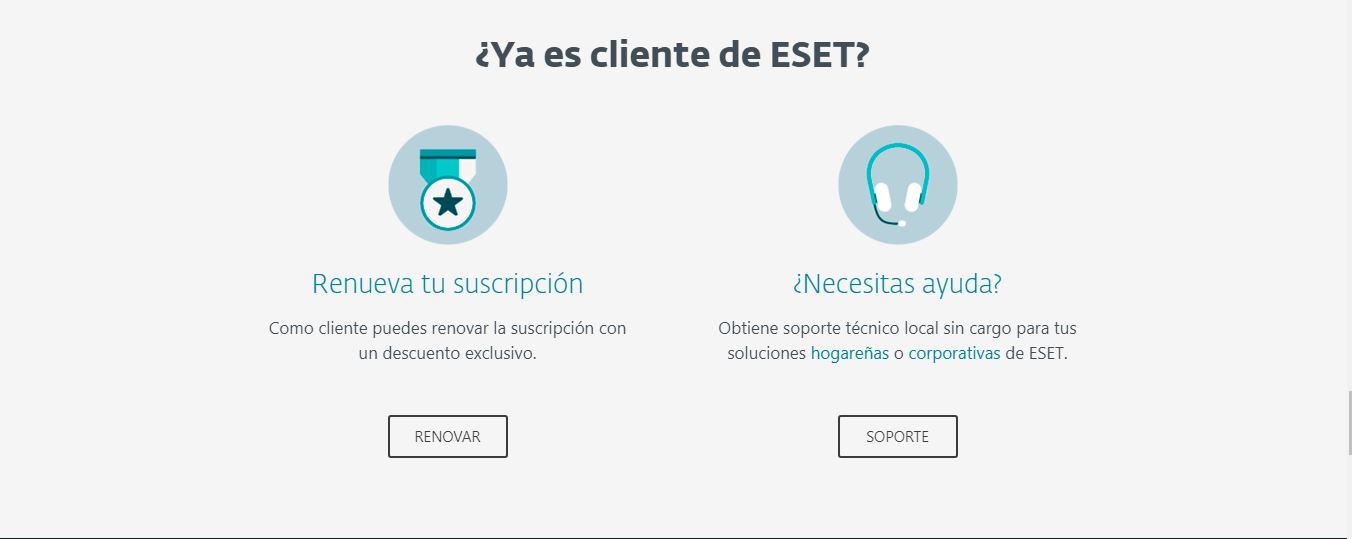 ¿Ya es cliente de ESET?
Renueva tu suscripción
Como cliente puedes renovar la suscripción con
un descuento exclusivo.
RENOVAR
¿Necesitas ayuda?
Obtiene soporte técnico local sin cargo para tus
soluciones hogareñas o corporativas de ESET.
SOPORTE